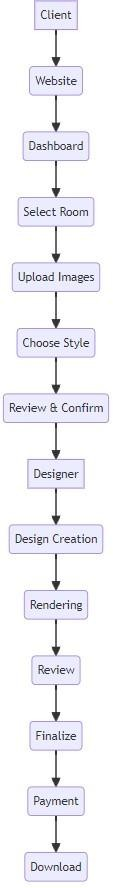 Client
Website
Dashboard
Select Room
Upload Images
Choose Style
Review & Confirm
Designer
Design Creation
Rendering
Review
Finalize
Payment
Download